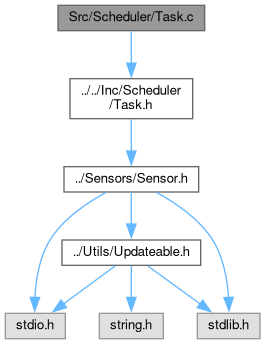 Src/Scheduler/Task.c
../../Inc/Scheduler
/Task.h
../Sensors/Sensor.h
../Utils/Updateable.h
stdio.h
string.h
stdlib.h